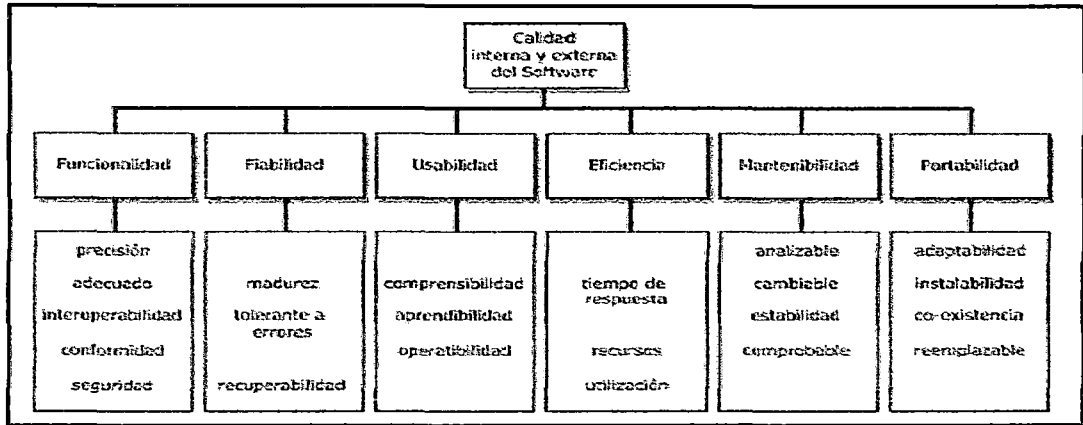 Calidad
interna y externa
del Software
Funcionalidad
Fiabilidad
Usabilidad
Eficiencia
Mantenibilidad
Portabilidad
precisión
adecuado
interoperabilidad
conformidad
seguridad
madurez
tolerante a
errores
recuperabilidad
comprensibilidad
aprendibilidad
operatibilidad
tiempo de
respuesta
recursos
utilización
analizable
cambiable
estabilidad
comprobable
adaptabilidad
instalabilidad
co-existencia
reemplazable